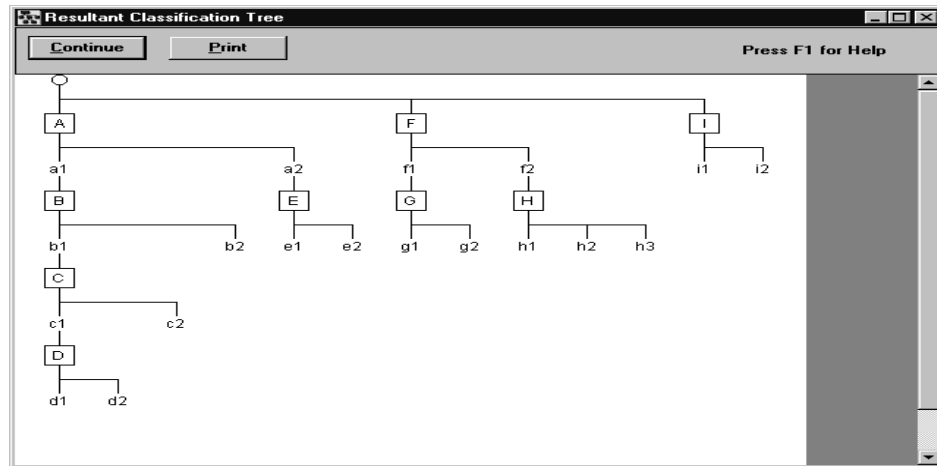 Resultant Classification Tree
Continue Print Press F1 for Help
A F I
a1 a2 f1 f2 i1 i2
B E G H
b1 b2 e1 e2 g1 g2 h1 h2 h3
C
c1 c2
D
d1 d2